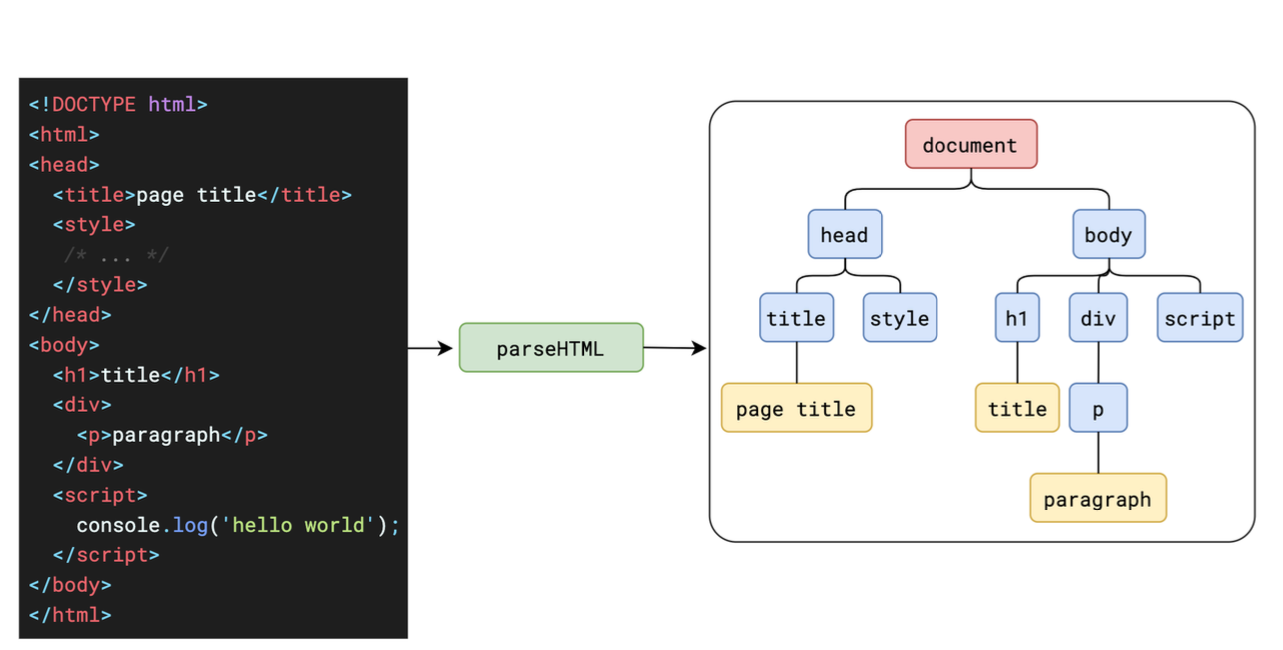 <!DOCTYPE html>
<html>
<head>
  <title>page title</title>
  <style>
   /* ... */
  </style>
</head>
<body>
  <h1>title</h1>
  <div>
    <p>paragraph</p>
  </div>
  <script>
    console.log('hello world');
  </script>
</body>
</html>
parseHTML
document
head
body
title
style
h1
div
script
page title
title
p
paragraph